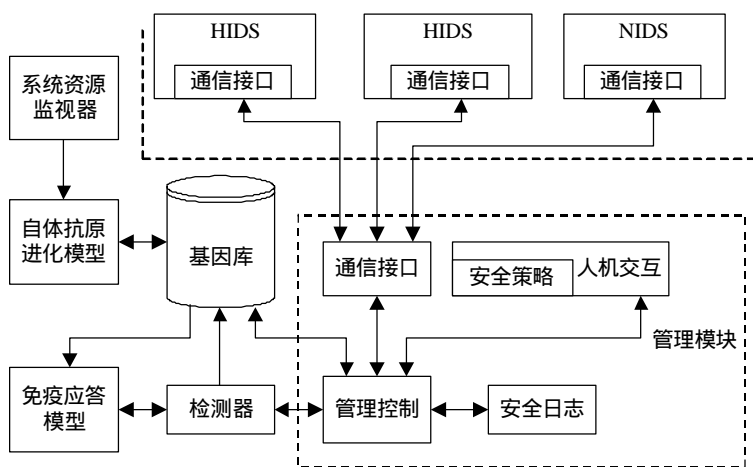 HIDS
HIDS
NIDS
通信接口
通信接口
通信接口
系统资源
监视器
自体抗原
进化模型
基因库
通信接口
人机交互
安全策略
管理模块
免疫应答
模型
检测器
管理控制
安全日志